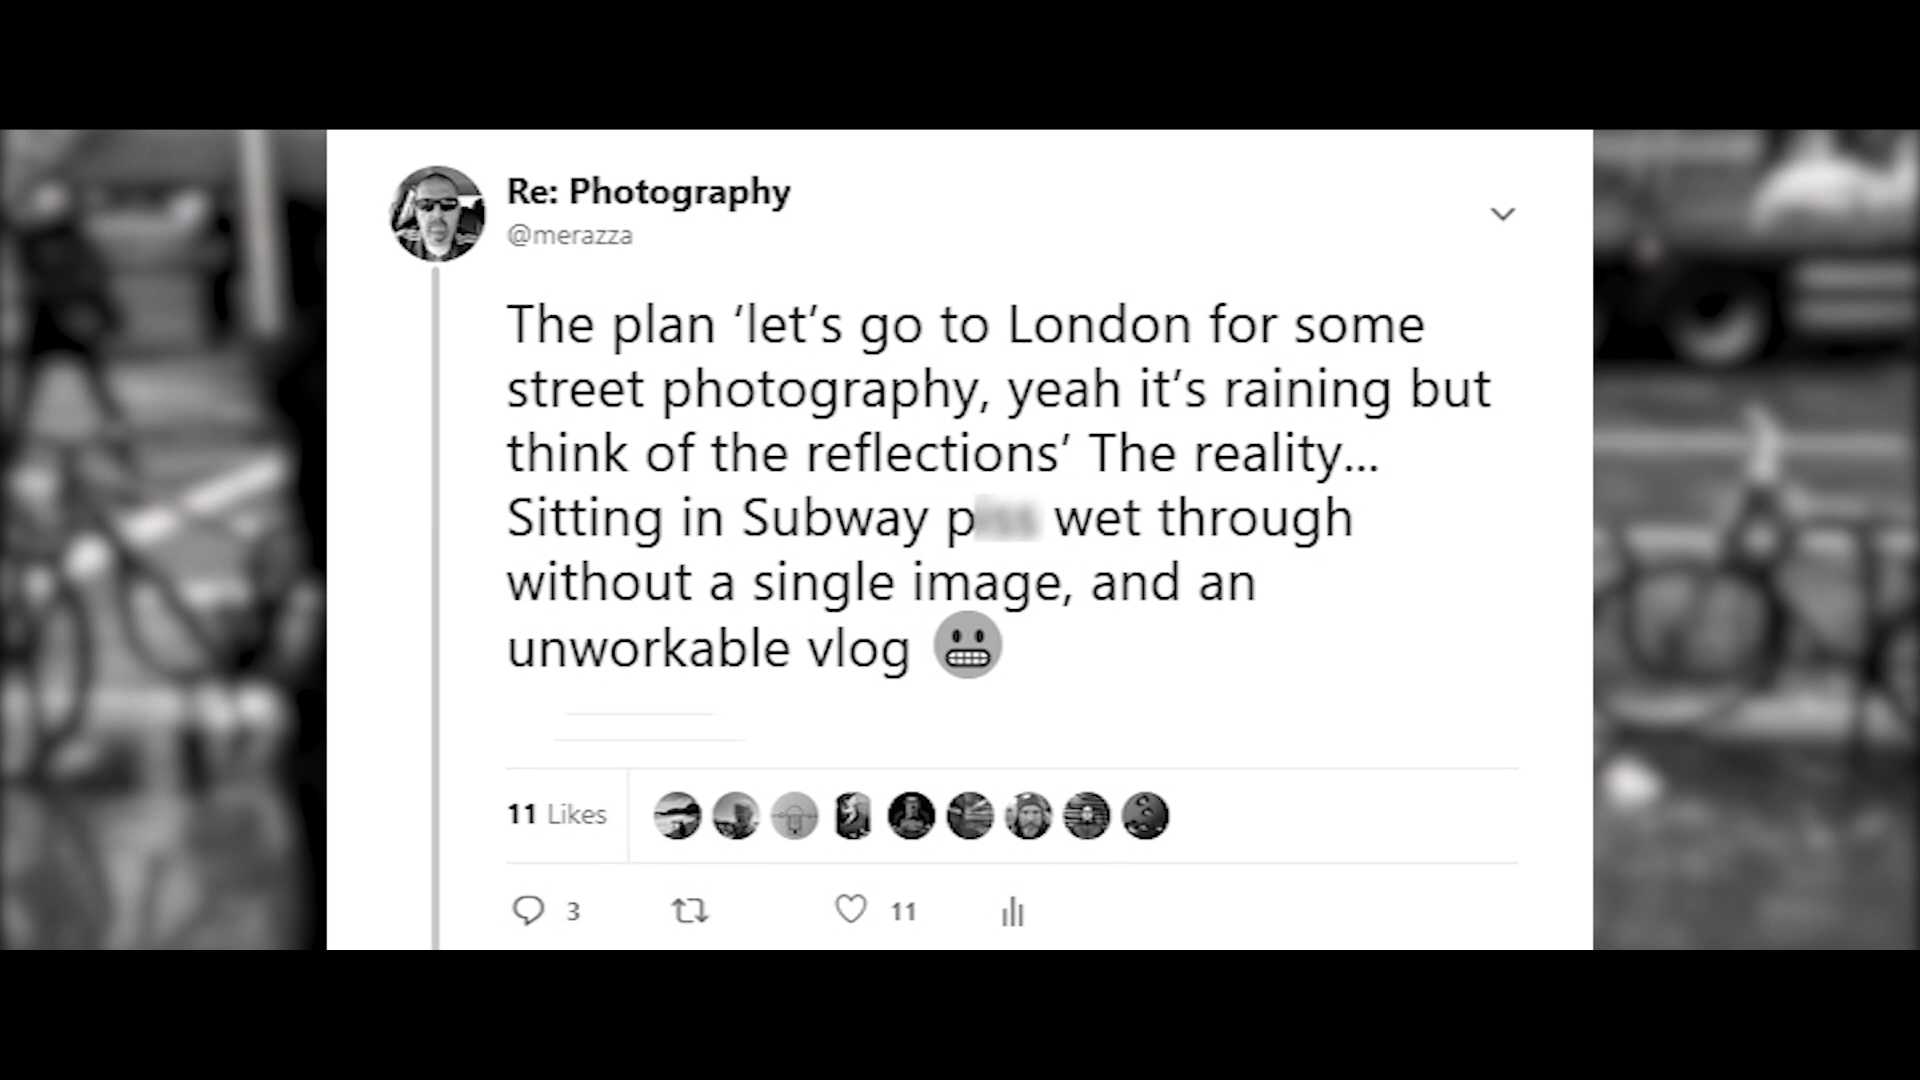 Re: Photography
@merazza
The plan ‘let’s go to London for some
street photography, yeah it’s raining but
think of the reflections’ The reality...
Sitting in Subway p wet through
without a single image, and an
unworkable vlog 😬
11 Likes
3
11